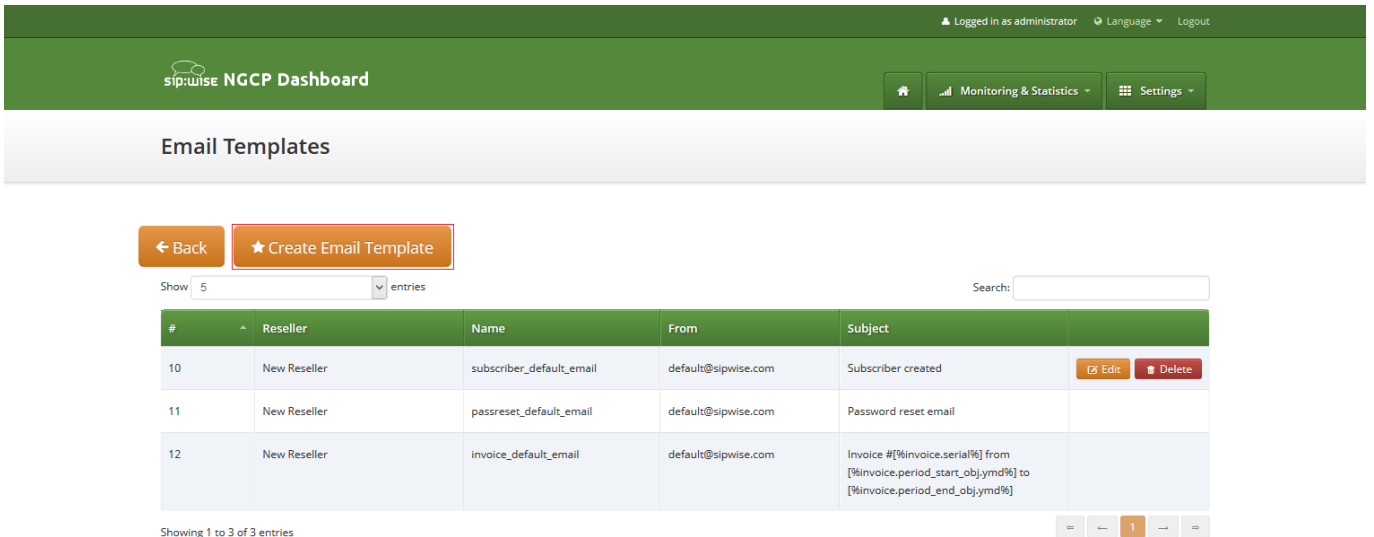 Logged in as administrator Language Logout
sip:wise NGCP Dashboard
Monitoring & Statistics Settings
Email Templates
Back Create Email Template
Show 5 entries Search:
# Reseller Name From Subject
10 New Reseller subscriber_default_email default@sipwise.com Subscriber created Edit Delete
11 New Reseller passreset_default_email default@sipwise.com Password reset email
12 New Reseller invoice_default_email default@sipwise.com Invoice #[%invoice.serial%] from
[%invoice.period_start_obj.ymd%] to
[%invoice.period_end_obj.ymd%]
Showing 1 to 3 of 3 entries ⇐ ← 1 → ⇒